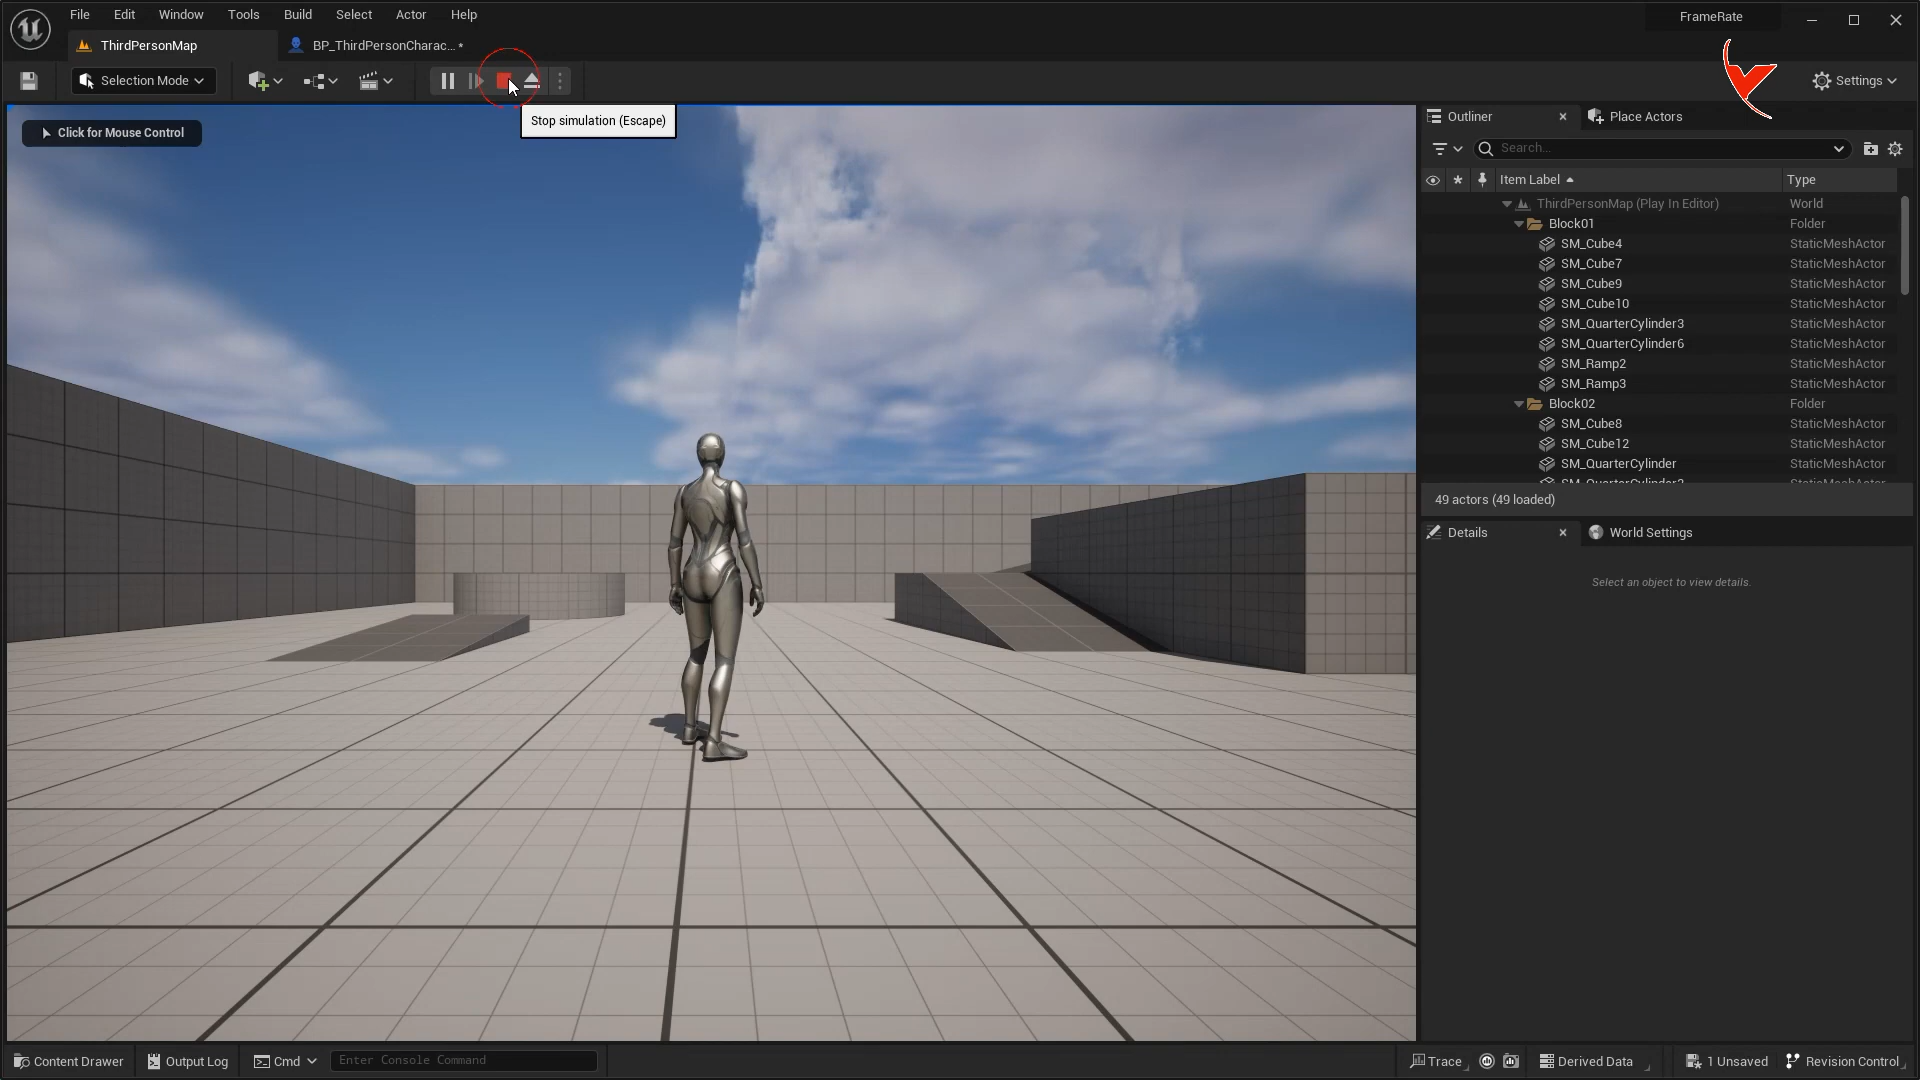 File Edit Window Tools Build Select Actor Help
FrameRate
ThirdPersonMap
BP_ThirdPersonCharac... *
Selection Mode
Settings
Stop simulation (Escape)
Click for Mouse Control
Outliner
Place Actors
Search...
Item Label
Type
ThirdPersonMap (Play In Editor) World
Block01 Folder
SM_Cube4 StaticMeshActor
SM_Cube7 StaticMeshActor
SM_Cube9 StaticMeshActor
SM_Cube10 StaticMeshActor
SM_QuarterCylinder3 StaticMeshActor
SM_QuarterCylinder6 StaticMeshActor
SM_Ramp2 StaticMeshActor
SM_Ramp3 StaticMeshActor
Block02 Folder
SM_Cube8 StaticMeshActor
SM_Cube12 StaticMeshActor
SM_QuarterCylinder StaticMeshActor
49 actors (49 loaded)
Details
World Settings
Select an object to view details.
Content Drawer
Output Log
Cmd
Enter Console Command
Trace
Derived Data
1 Unsaved
Revision Control